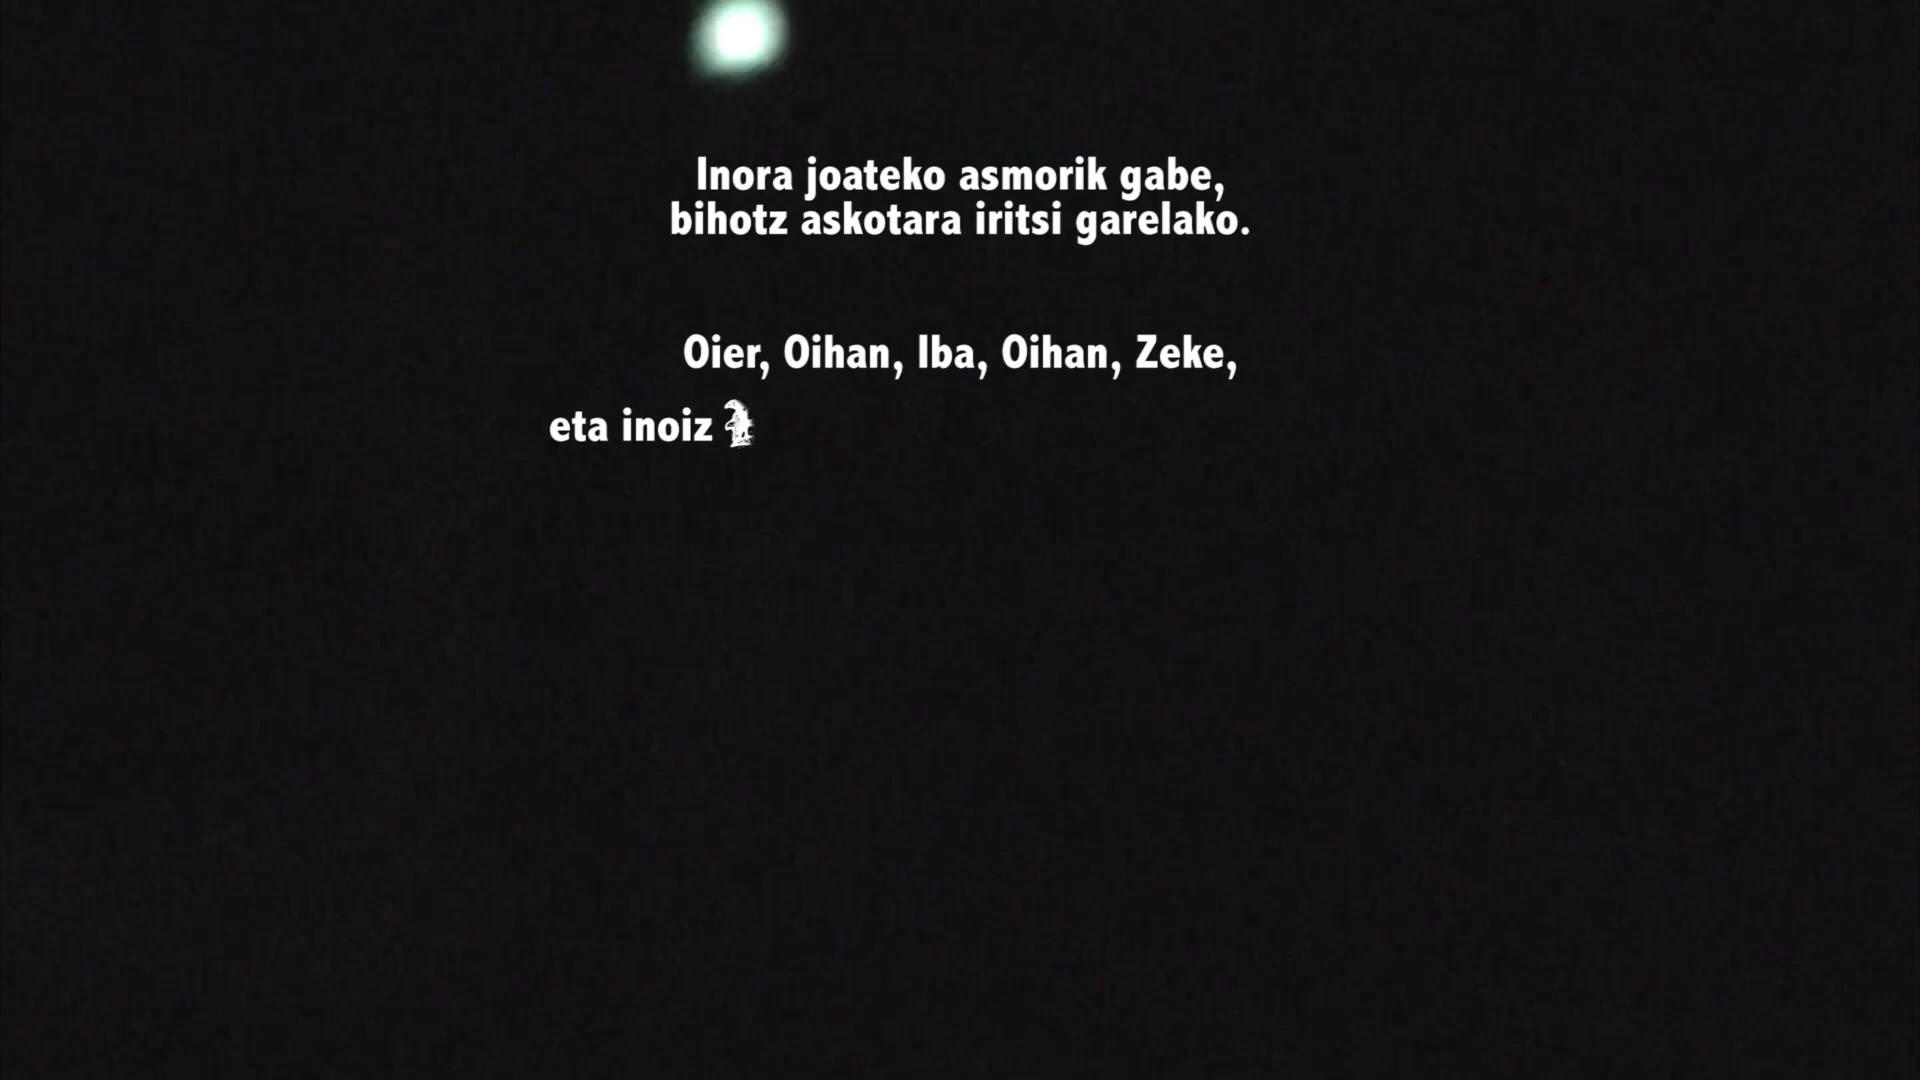 Inora joateko asmorik gabe,
bihotz askotara iritsi garelako.
Oier, Oihan, Iba, Oihan, Zeke,
eta inoiz